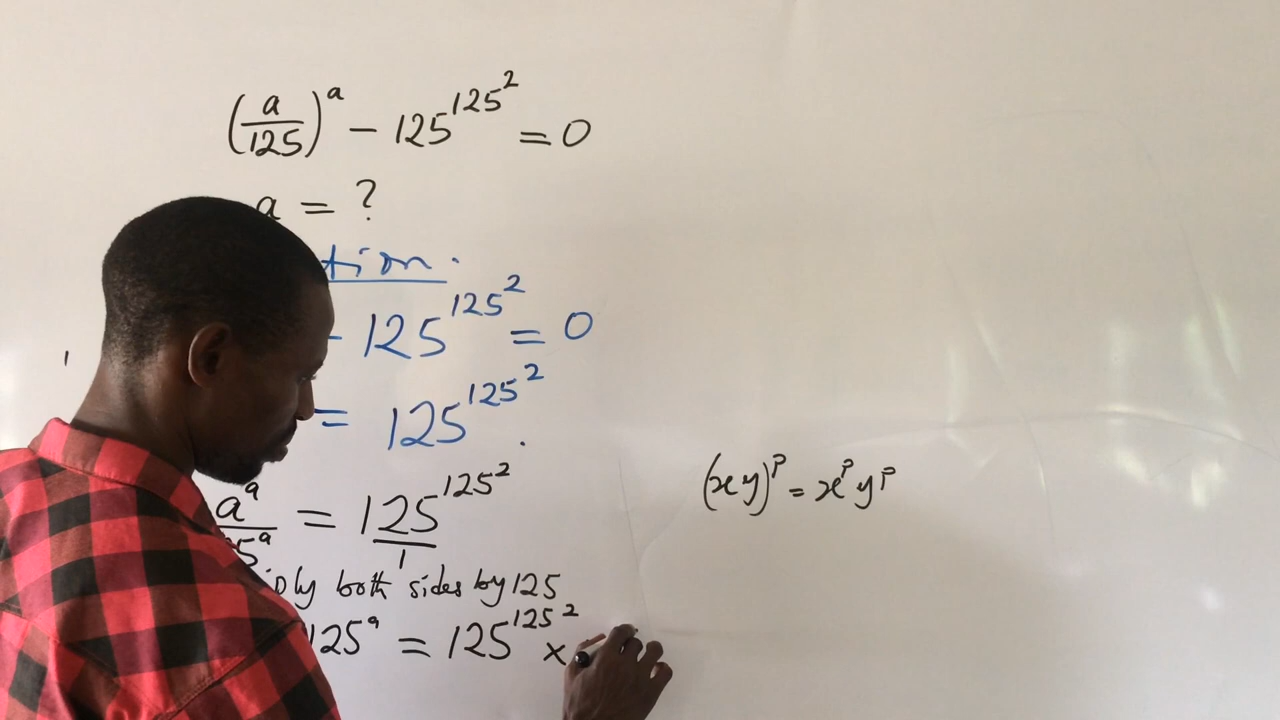 (a/125)^a − 125^125^2 = 0
a = ?
tion.
− 125^125^2 = 0
= 125^125^2.
a^a/5^a = 125^125^2/1
ply both sides by 125
125^a = 125^125^2 ×
(xy)^p = x^p y^p